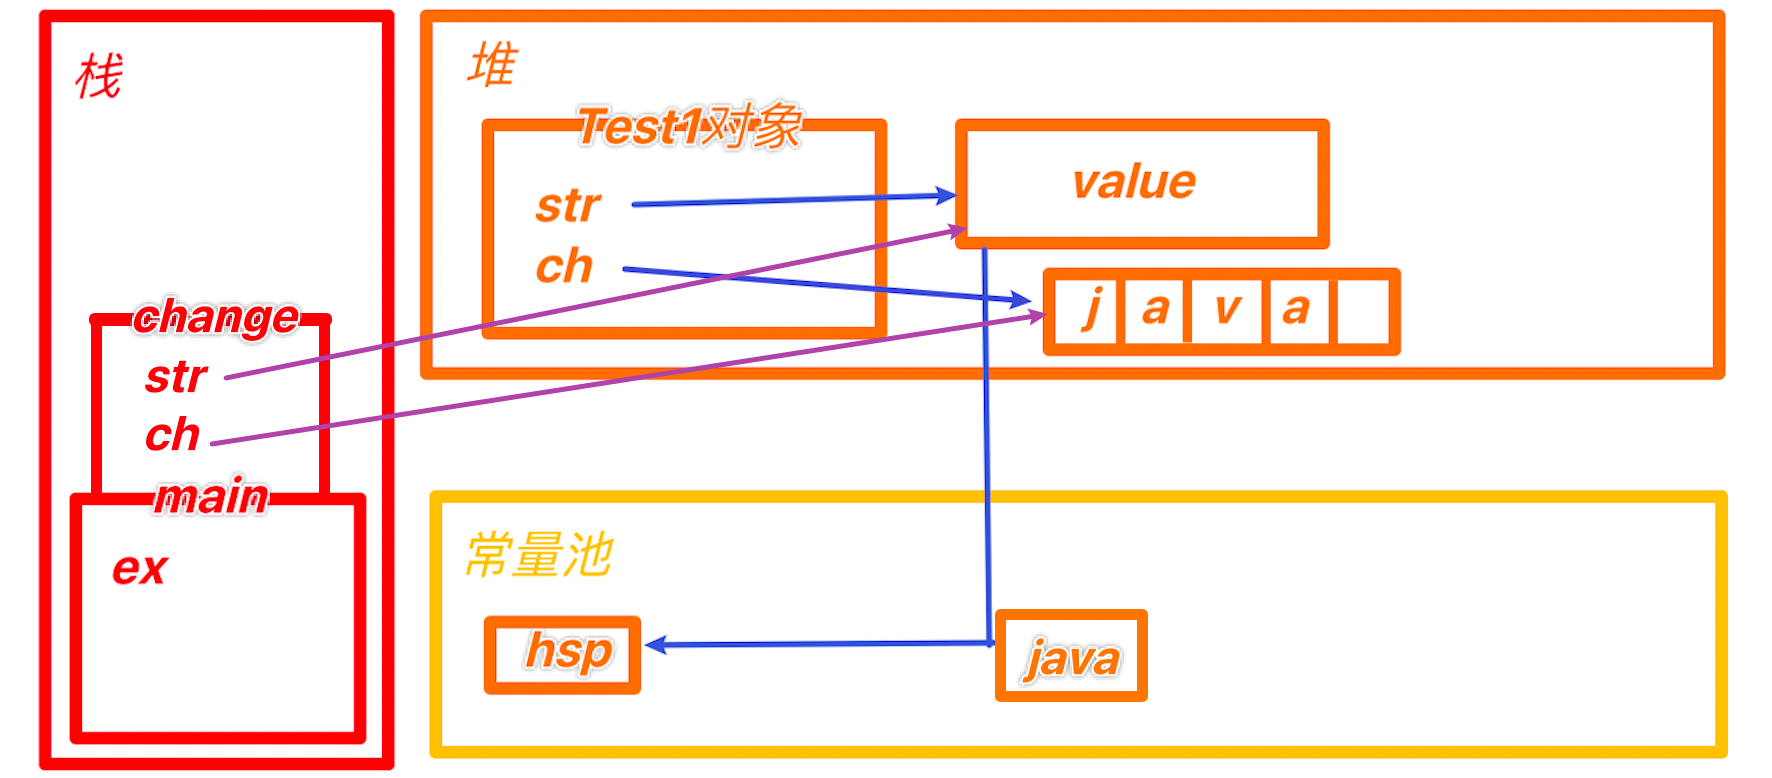 栈
change
str
ch
main
ex
堆
Test1对象
str
ch
value
j a v a
常量池
hsp
java